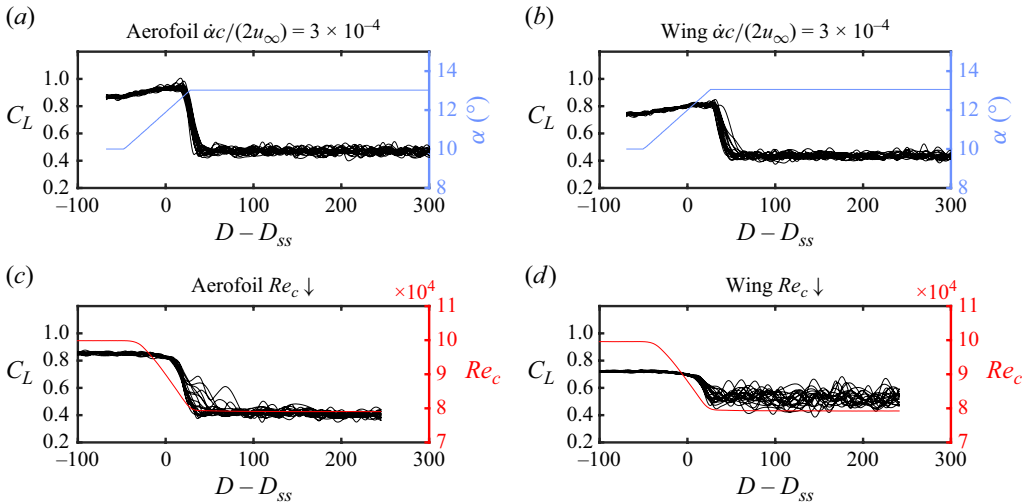 (a) Aerofoil α̇c/(2u∞) = 3 × 10⁻⁴
1.0
0.8
0.6
0.4
0.2
C_L
14
12
10
8
α (°)
−100 0 100 200 300
D – D_ss
(b) Wing α̇c/(2u∞) = 3 × 10⁻⁴
1.0
0.8
0.6
0.4
0.2
C_L
14
12
10
8
α (°)
−100 0 100 200 300
D – D_ss
(c) Aerofoil Re_c ↓
×10⁴
1.0
0.8
0.6
0.4
0.2
C_L
11
10
9
8
7
Re_c
−100 0 100 200 300
D – D_ss
(d) Wing Re_c ↓
×10⁴
1.0
0.8
0.6
0.4
0.2
C_L
11
10
9
8
7
Re_c
−100 0 100 200 300
D – D_ss